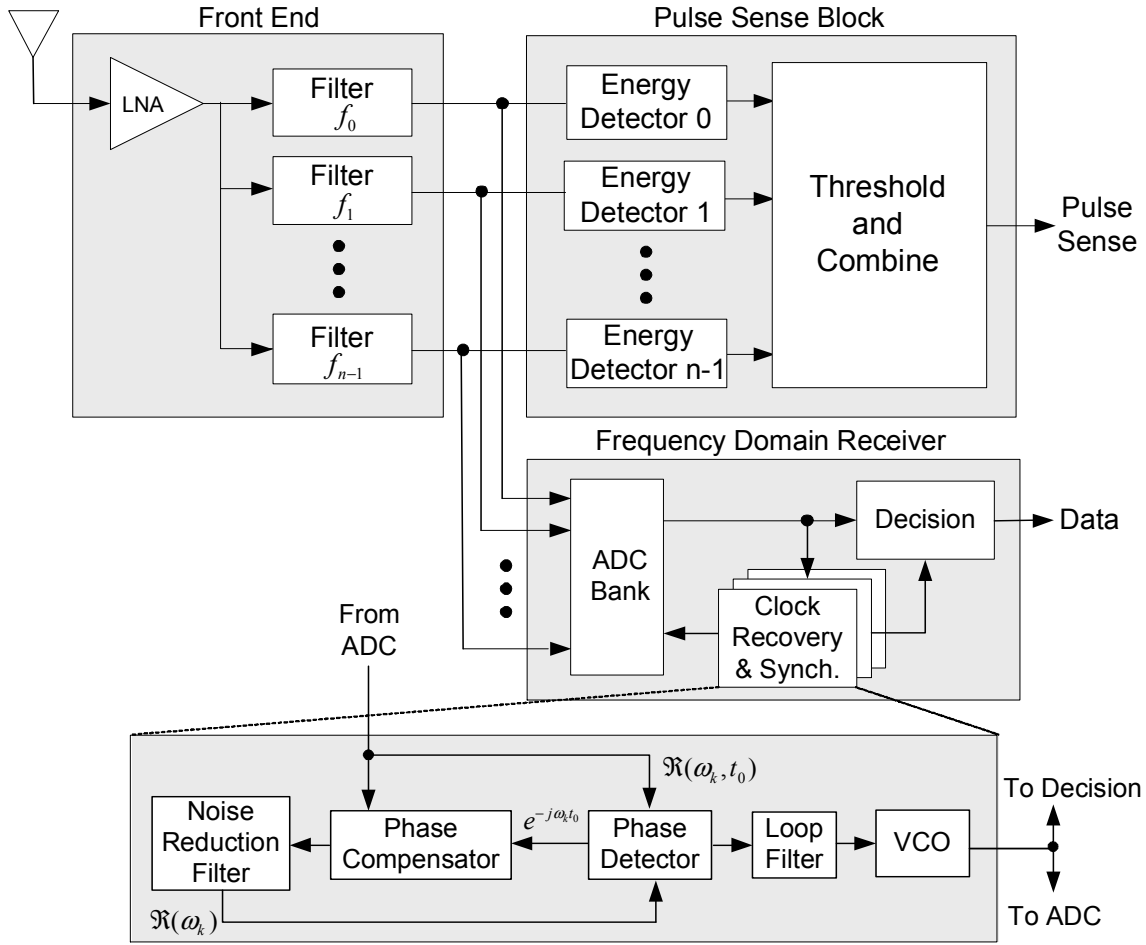 Front End
LNA
Filter
f₀
Filter
f₁
Filter
fₙ₋₁
Pulse Sense Block
Energy
Detector 0
Energy
Detector 1
Energy
Detector n-1
Threshold
and
Combine
Pulse
Sense
Frequency Domain Receiver
ADC
Bank
Decision
Data
Clock
Recovery
& Synch.
From
ADC
ℜ(ωₖ, t₀)
Noise
Reduction
Filter
Phase
Compensator
e^{-jωₖt₀}
Phase
Detector
Loop
Filter
VCO
To Decision
To ADC
ℜ(ωₖ)